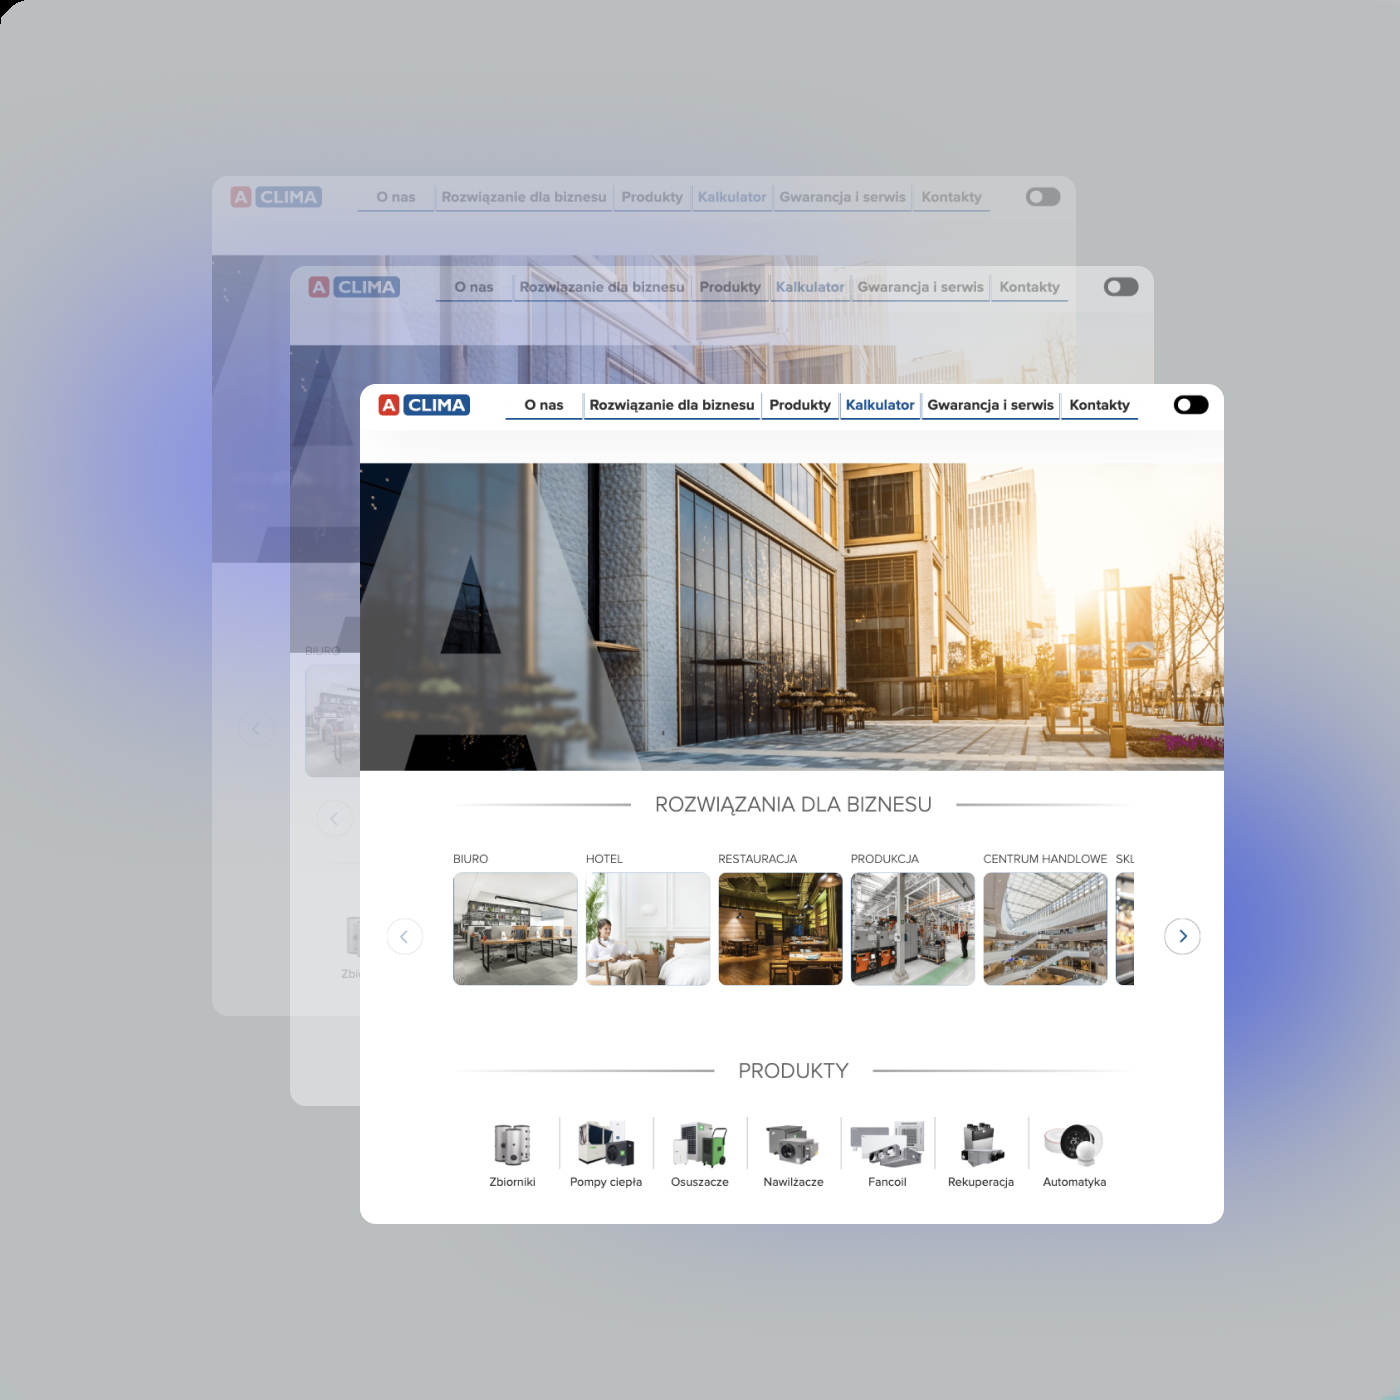 A CLIMA O nas Rozwiązanie dla biznesu Produkty Kalkulator Gwarancja i serwis Kontakty
A CLIMA O nas Rozwiązanie dla biznesu Produkty Kalkulator Gwarancja i serwis Kontakty
A CLIMA O nas Rozwiązanie dla biznesu Produkty Kalkulator Gwarancja i serwis Kontakty
BIURO
ROZWIĄZANIA DLA BIZNESU
BIURO HOTEL RESTAURACJA PRODUKCJA CENTRUM HANDLOWE SKL
Zbi
PRODUKTY
Zbiorniki Pompy ciepła Osuszacze Nawilżacze Fancoil Rekuperacja Automatyka